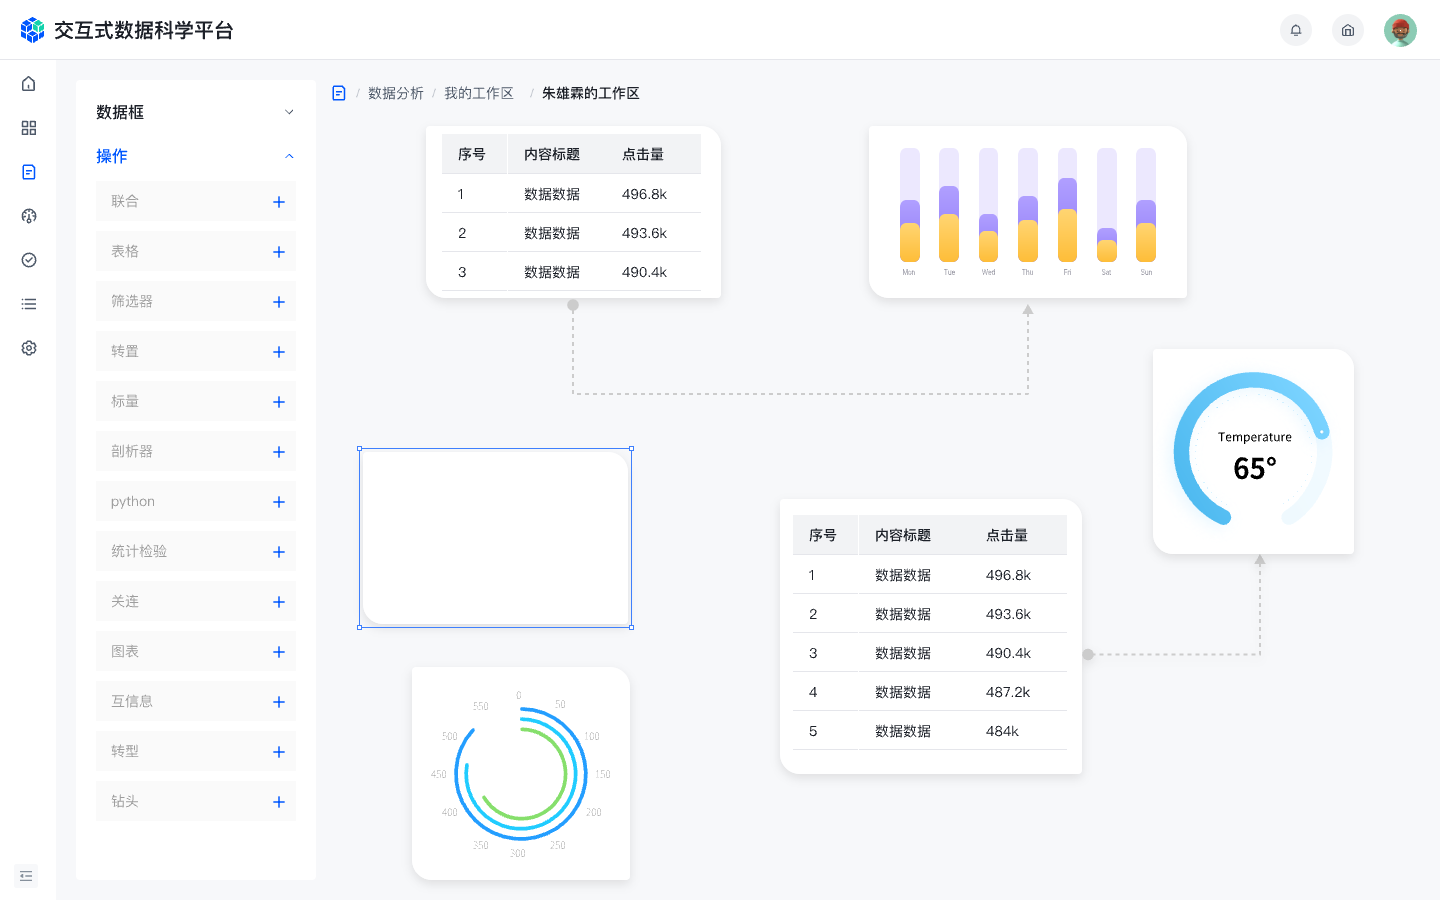 交互式数据科学平台
数据框
操作
联合
表格
筛选器
转置
标量
剖析器
python
统计检验
关连
图表
互信息
转型
钻头
/ 数据分析 / 我的工作区 / 朱雄霖的工作区
序号 内容标题 点击量
1 数据数据 496.8k
2 数据数据 493.6k
3 数据数据 490.4k
Mon Tue Wed Thu Fri Sat Sun
Temperature
65°
序号 内容标题 点击量
1 数据数据 496.8k
2 数据数据 493.6k
3 数据数据 490.4k
4 数据数据 487.2k
5 数据数据 484k
0
50
100
150
200
250
300
350
400
450
500
550